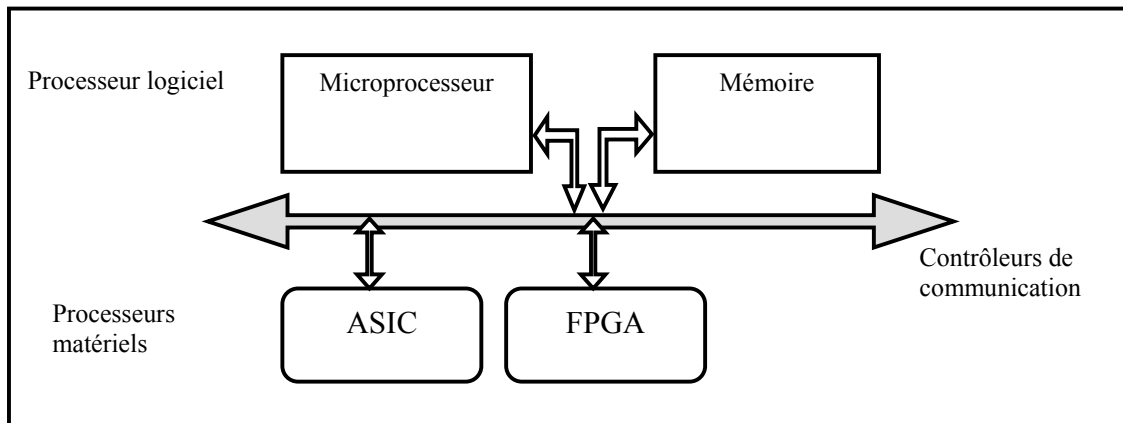 Processeur logiciel
Microprocesseur
Mémoire
Contrôleurs de
communication
Processeurs
matériels
ASIC
FPGA